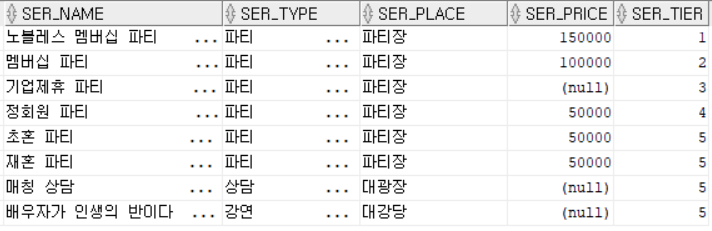 SER_NAME SER_TYPE SER_PLACE SER_PRICE SER_TIER
노블레스 멤버십 파티 ... 파티 ... 파티장 150000 1
멤버십 파티 ... 파티 ... 파티장 100000 2
기업제휴 파티 ... 파티 ... 파티장 (null) 3
정회원 파티 ... 파티 ... 파티장 50000 4
초혼 파티 ... 파티 ... 파티장 50000 5
재혼 파티 ... 파티 ... 파티장 50000 5
매칭 상담 ... 상담 ... 대광장 (null) 5
배우자가 인생의 반이다 ... 강연 ... 대강당 (null) 5